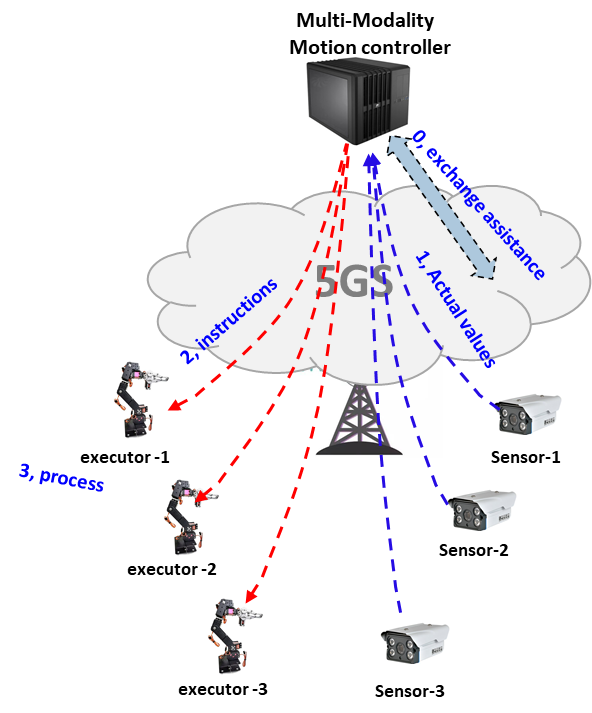 Multi-Modality
Motion controller
0, exchange assistance
5GS
1, Actual values
2, instructions
executor -1
Sensor-1
3, process
executor -2
Sensor-2
executor -3
Sensor-3